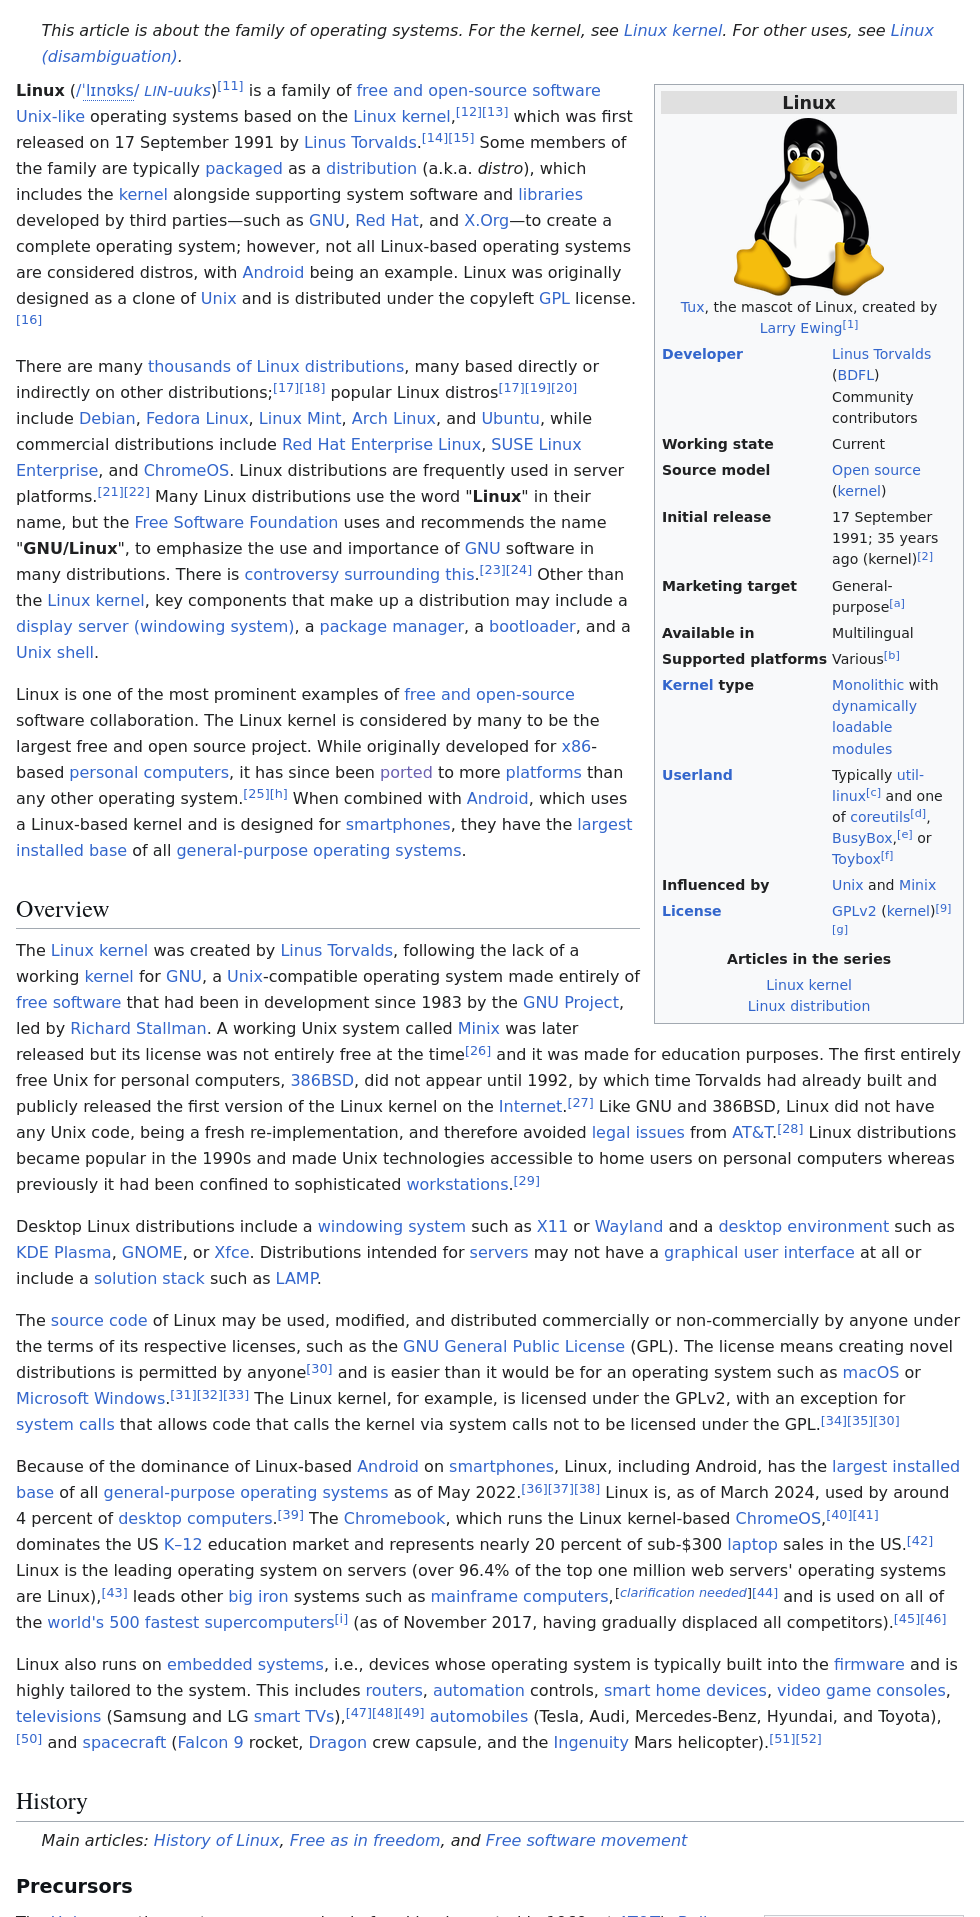 This article is about the family of operating systems. For the kernel, see Linux kernel. For other uses, see Linux
(disambiguation).
Linux (/ˈlɪnʊks/ LIN-uuks)[11] is a family of free and open-source software
Unix-like operating systems based on the Linux kernel,[12][13] which was first
released on 17 September 1991 by Linus Torvalds.[14][15] Some members of
the family are typically packaged as a distribution (a.k.a. distro), which
includes the kernel alongside supporting system software and libraries
developed by third parties—such as GNU, Red Hat, and X.Org—to create a
complete operating system; however, not all Linux-based operating systems
are considered distros, with Android being an example. Linux was originally
designed as a clone of Unix and is distributed under the copyleft GPL license.
[16]
There are many thousands of Linux distributions, many based directly or
indirectly on other distributions;[17][18] popular Linux distros[17][19][20]
include Debian, Fedora Linux, Linux Mint, Arch Linux, and Ubuntu, while
commercial distributions include Red Hat Enterprise Linux, SUSE Linux
Enterprise, and ChromeOS. Linux distributions are frequently used in server
platforms.[21][22] Many Linux distributions use the word "Linux" in their
name, but the Free Software Foundation uses and recommends the name
"GNU/Linux", to emphasize the use and importance of GNU software in
many distributions. There is controversy surrounding this.[23][24] Other than
the Linux kernel, key components that make up a distribution may include a
display server (windowing system), a package manager, a bootloader, and a
Unix shell.
Linux is one of the most prominent examples of free and open-source
software collaboration. The Linux kernel is considered by many to be the
largest free and open source project. While originally developed for x86-
based personal computers, it has since been ported to more platforms than
any other operating system.[25][h] When combined with Android, which uses
a Linux-based kernel and is designed for smartphones, they have the largest
installed base of all general-purpose operating systems.
Linux
Tux, the mascot of Linux, created by
Larry Ewing[1]
Developer Linus Torvalds
(BDFL)
Community
contributors
Working state Current
Source model Open source
(kernel)
Initial release 17 September
1991; 35 years
ago (kernel)[2]
Marketing target General-
purpose[a]
Available in Multilingual
Supported platforms Various[b]
Kernel type Monolithic with
dynamically
loadable
modules
Userland Typically util-
linux[c] and one
of coreutils[d],
BusyBox,[e] or
Toybox[f]
Influenced by Unix and Minix
License GPLv2 (kernel)[9]
[g]
Articles in the series
Linux kernel
Linux distribution
Overview
The Linux kernel was created by Linus Torvalds, following the lack of a
working kernel for GNU, a Unix-compatible operating system made entirely of
free software that had been in development since 1983 by the GNU Project,
led by Richard Stallman. A working Unix system called Minix was later
released but its license was not entirely free at the time[26] and it was made for education purposes. The first entirely
free Unix for personal computers, 386BSD, did not appear until 1992, by which time Torvalds had already built and
publicly released the first version of the Linux kernel on the Internet.[27] Like GNU and 386BSD, Linux did not have
any Unix code, being a fresh re-implementation, and therefore avoided legal issues from AT&T.[28] Linux distributions
became popular in the 1990s and made Unix technologies accessible to home users on personal computers whereas
previously it had been confined to sophisticated workstations.[29]
Desktop Linux distributions include a windowing system such as X11 or Wayland and a desktop environment such as
KDE Plasma, GNOME, or Xfce. Distributions intended for servers may not have a graphical user interface at all or
include a solution stack such as LAMP.
The source code of Linux may be used, modified, and distributed commercially or non-commercially by anyone under
the terms of its respective licenses, such as the GNU General Public License (GPL). The license means creating novel
distributions is permitted by anyone[30] and is easier than it would be for an operating system such as macOS or
Microsoft Windows.[31][32][33] The Linux kernel, for example, is licensed under the GPLv2, with an exception for
system calls that allows code that calls the kernel via system calls not to be licensed under the GPL.[34][35][30]
Because of the dominance of Linux-based Android on smartphones, Linux, including Android, has the largest installed
base of all general-purpose operating systems as of May 2022.[36][37][38] Linux is, as of March 2024, used by around
4 percent of desktop computers.[39] The Chromebook, which runs the Linux kernel-based ChromeOS,[40][41]
dominates the US K–12 education market and represents nearly 20 percent of sub-$300 laptop sales in the US.[42]
Linux is the leading operating system on servers (over 96.4% of the top one million web servers' operating systems
are Linux),[43] leads other big iron systems such as mainframe computers,[clarification needed][44] and is used on all of
the world's 500 fastest supercomputers[i] (as of November 2017, having gradually displaced all competitors).[45][46]
Linux also runs on embedded systems, i.e., devices whose operating system is typically built into the firmware and is
highly tailored to the system. This includes routers, automation controls, smart home devices, video game consoles,
televisions (Samsung and LG smart TVs),[47][48][49] automobiles (Tesla, Audi, Mercedes-Benz, Hyundai, and Toyota),
[50] and spacecraft (Falcon 9 rocket, Dragon crew capsule, and the Ingenuity Mars helicopter).[51][52]
History
Main articles: History of Linux, Free as in freedom, and Free software movement
Precursors